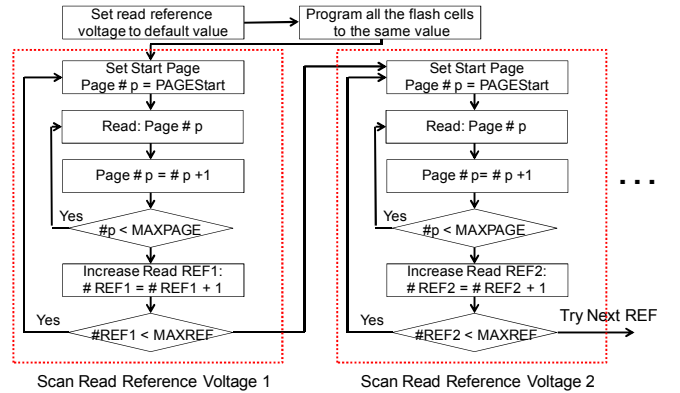 Set read reference
voltage to default value
Program all the flash cells
to the same value
Set Start Page
Page # p = PAGEStart
Read: Page # p
Page # p = # p +1
Yes
#p < MAXPAGE
Increase Read REF1:
# REF1 = # REF1 + 1
Yes
#REF1 < MAXREF
Scan Read Reference Voltage 1
Set Start Page
Page # p = PAGEStart
Read: Page # p
Page # p= # p +1
Yes
#p < MAXPAGE
Increase Read REF2:
# REF2 = # REF2 + 1
Yes
#REF2 < MAXREF
Try Next REF
Scan Read Reference Voltage 2
...